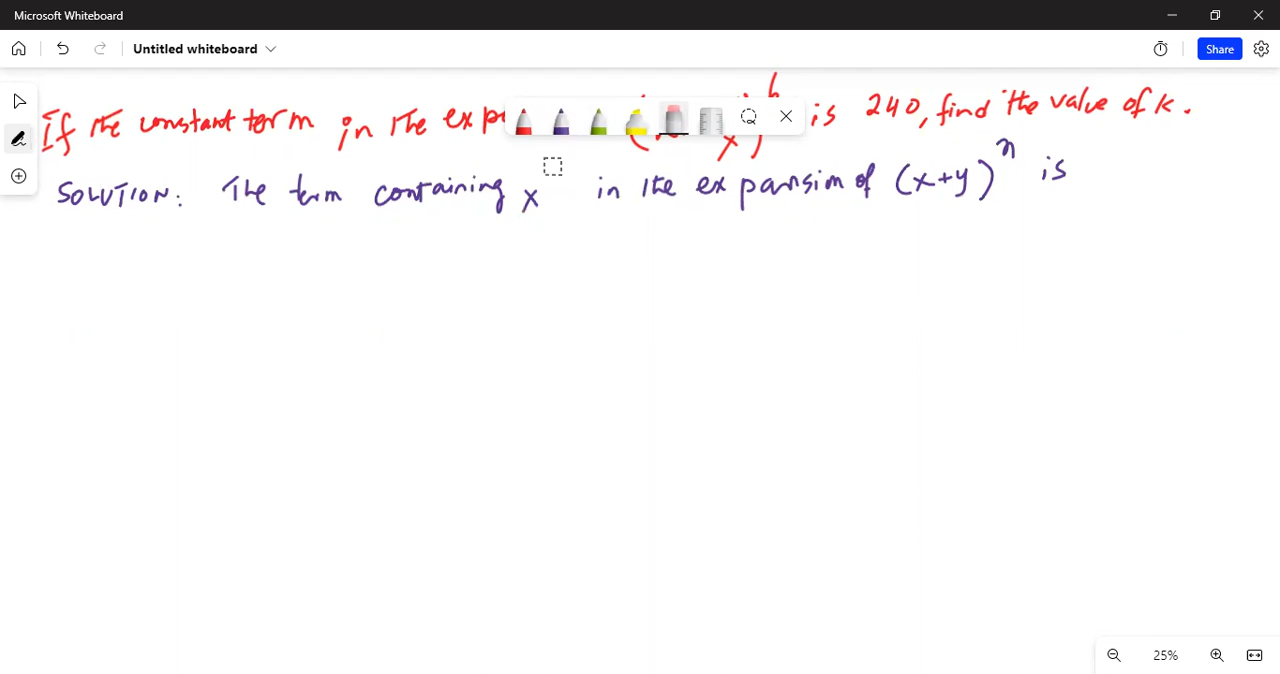 Microsoft Whiteboard
Untitled whiteboard
Share
If the constant term in the is 240, find the value of k.
SOLUTION: The term containing x in the expansion of (x+y)^n is
25%